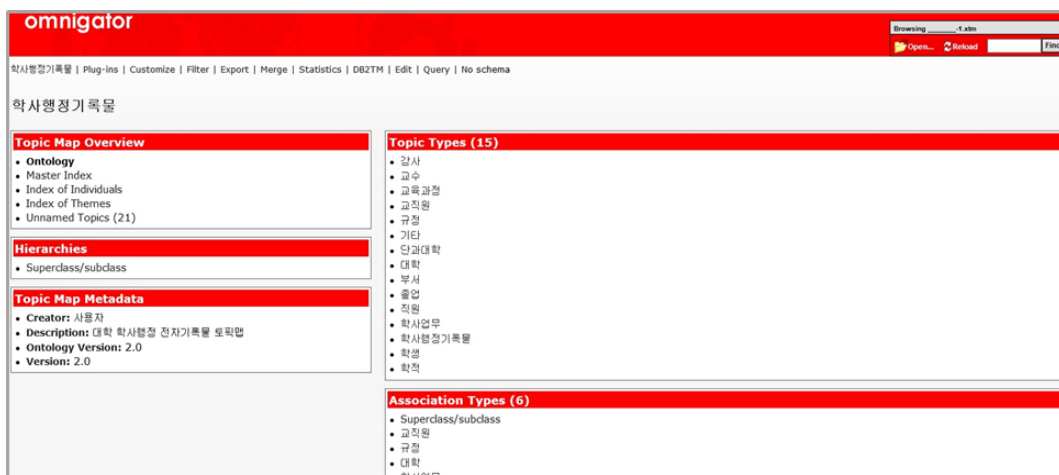 omnigator
Browsing ______-1.xtm
Open... Reload Find
학사행정기록물 | Plug-ins | Customize | Filter | Export | Merge | Statistics | DB2TM | Edit | Query | No schema
학사행정기록물
Topic Map Overview
• Ontology
• Master Index
• Index of Individuals
• Index of Themes
• Unnamed Topics (21)
Hierarchies
• Superclass/subclass
Topic Map Metadata
• Creator: 사용자
• Description: 대학 학사행정 전자기록물 토픽맵
• Ontology Version: 2.0
• Version: 2.0
Topic Types (15)
• 강사
• 교수
• 교육과정
• 교직원
• 규정
• 기타
• 단과대학
• 대학
• 부서
• 졸업
• 직원
• 학사업무
• 학사행정기록물
• 학생
• 학적
Association Types (6)
• Superclass/subclass
• 교직원
• 규정
• 대학